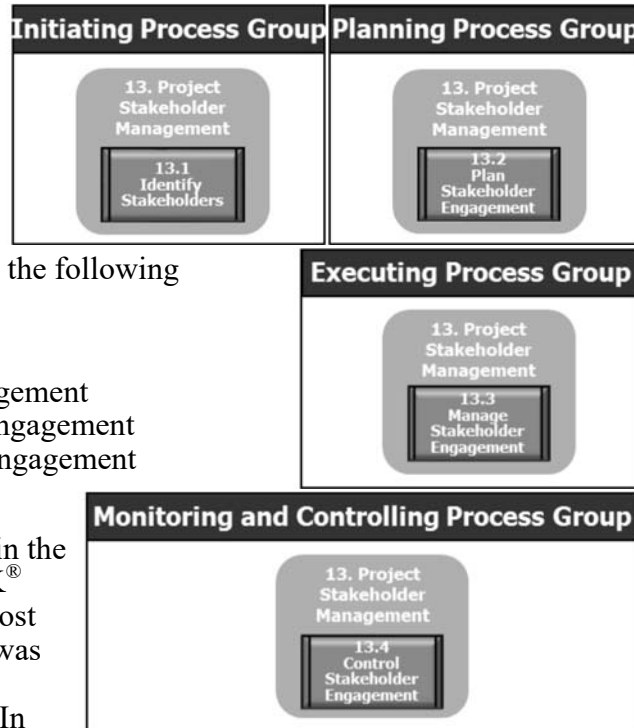 Initiating Process Group
13. Project
Stakeholder
Management
13.1
Identify
Stakeholders
Planning Process Group
13. Project
Stakeholder
Management
13.2
Plan
Stakeholder
Engagement
the following
Executing Process Group
13. Project
Stakeholder
Management
13.3
Manage
Stakeholder
Engagement
gement
ngagement
ngagement
Monitoring and Controlling Process Group
13. Project
Stakeholder
Management
13.4
Control
Stakeholder
Engagement
in the
K®
ost
was
In